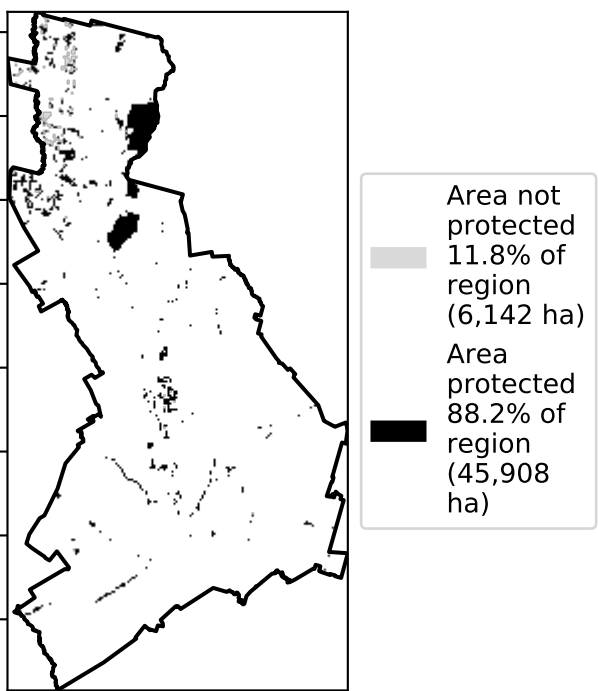 Area not
protected
11.8% of
region
(6,142 ha)
Area
protected
88.2% of
region
(45,908
ha)